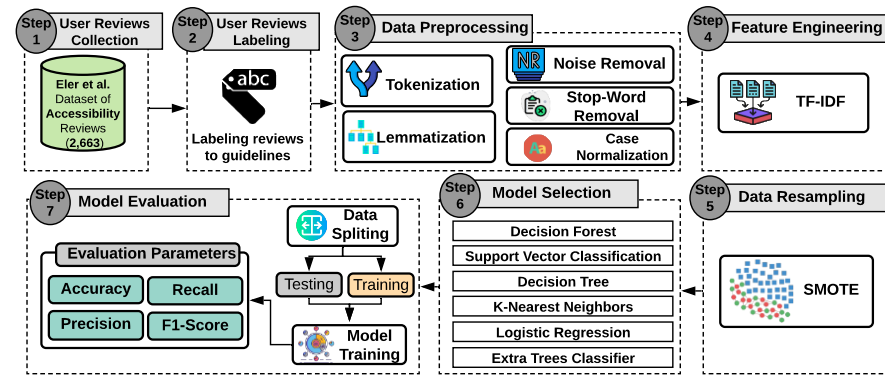 Step
1
User Reviews
Collection
Eler et al.
Dataset of
Accessibility
Reviews
(2,663)
Step
2
User Reviews
Labeling
abc
Labeling reviews
to guidelines
Step
3
Data Preprocessing
Tokenization
Lemmatization
NR
Noise Removal
Stop-Word
Removal
Aa
Case
Normalization
Step
4
Feature Engineering
TF-IDF
Step
5
Data Resampling
SMOTE
Step
6
Model Selection
Decision Forest
Support Vector Classification
Decision Tree
K-Nearest Neighbors
Logistic Regression
Extra Trees Classifier
Step
7
Model Evaluation
Data
Spliting
Testing
Training
Model
Training
Evaluation Parameters
Accuracy
Recall
Precision
F1-Score